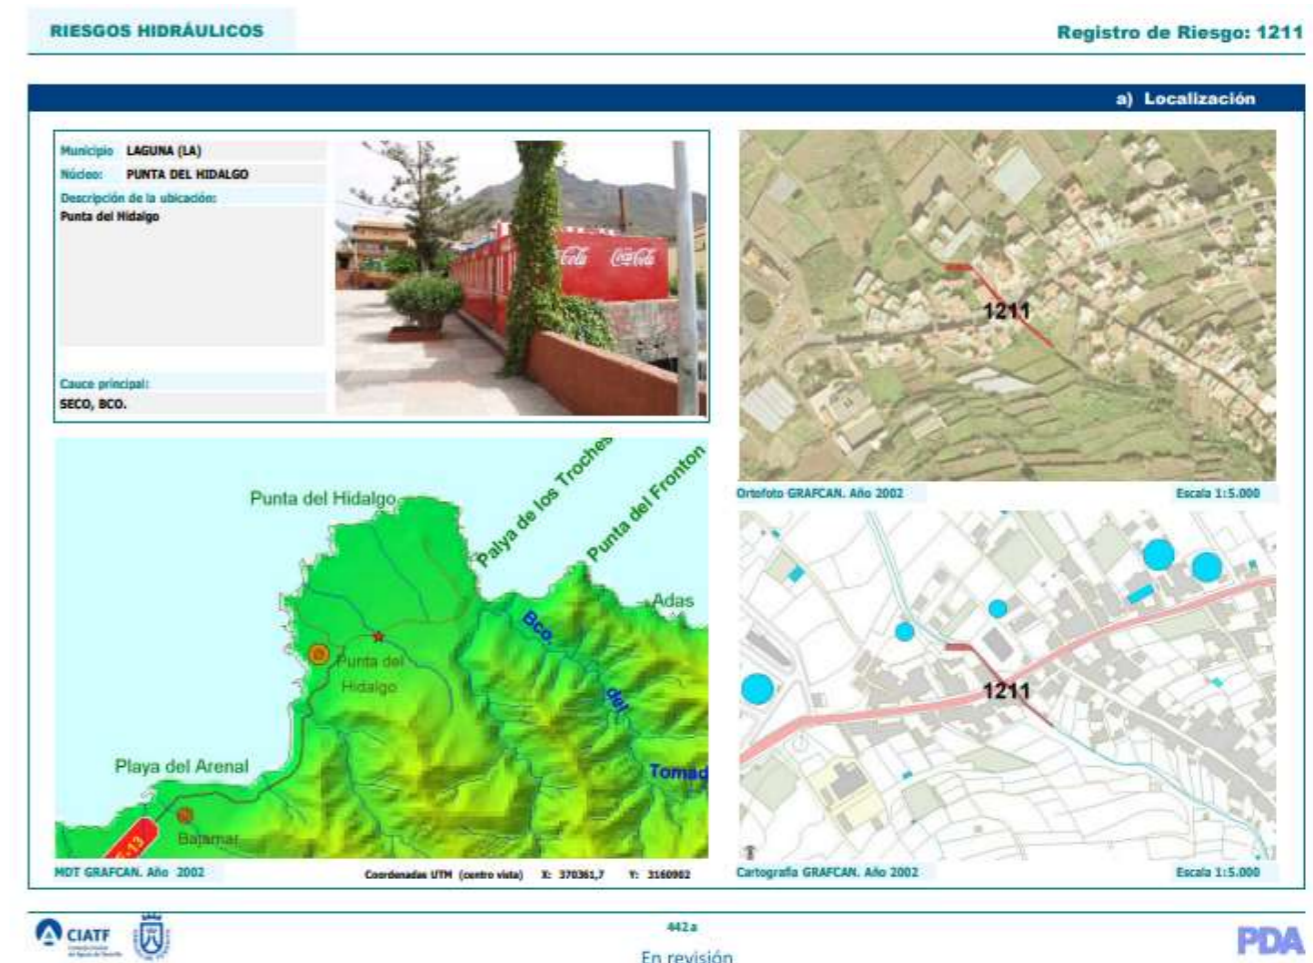 RIESGOS HIDRÁULICOS
Registro de Riesgo: 1211
a) Localización
Municipio LAGUNA (LA)
Núcleo: PUNTA DEL HIDALGO
Descripción de la ubicación:
Punta del Hidalgo
Cauce principal:
SECO, BCO.
Coca-Cola
1211
Ortofoto GRAFCAN. Año 2002
Escala 1:5.000
Punta del Hidalgo
Palya de los Troches
Punta del Fronton
Adas
Bco.
del
Tomad
Punta del
Hidalgo
Playa del Arenal
Bajamar
-13
MDT GRAFCAN. Año 2002
Coordenadas UTM (centro vista) X: 370361,7 Y: 3160902
1211
Cartografía GRAFCAN. Año 2002
Escala 1:5.000
CIATF
442a
En revisión
PDA